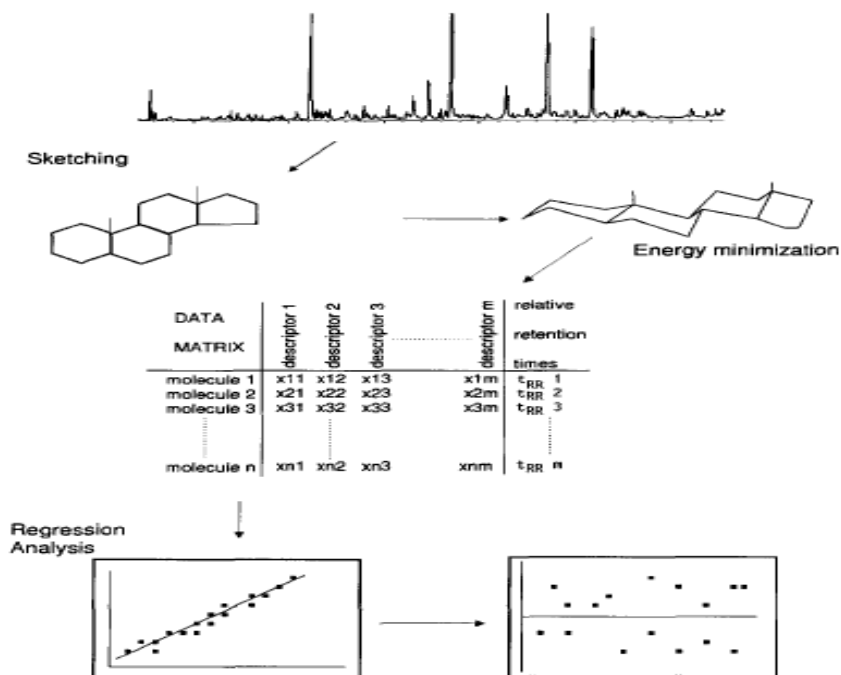 Sketching
Energy minimization
DATA
MATRIX
descriptor 1
descriptor 2
descriptor 3
descriptor m
relative
retention
times
molecule 1 x11 x12 x13 x1m tRR 1
molecule 2 x21 x22 x23 x2m tRR 2
molecule 3 x31 x32 x33 x3m tRR 3
molecule n xn1 xn2 xn3 xnm tRR m
Regression
Analysis